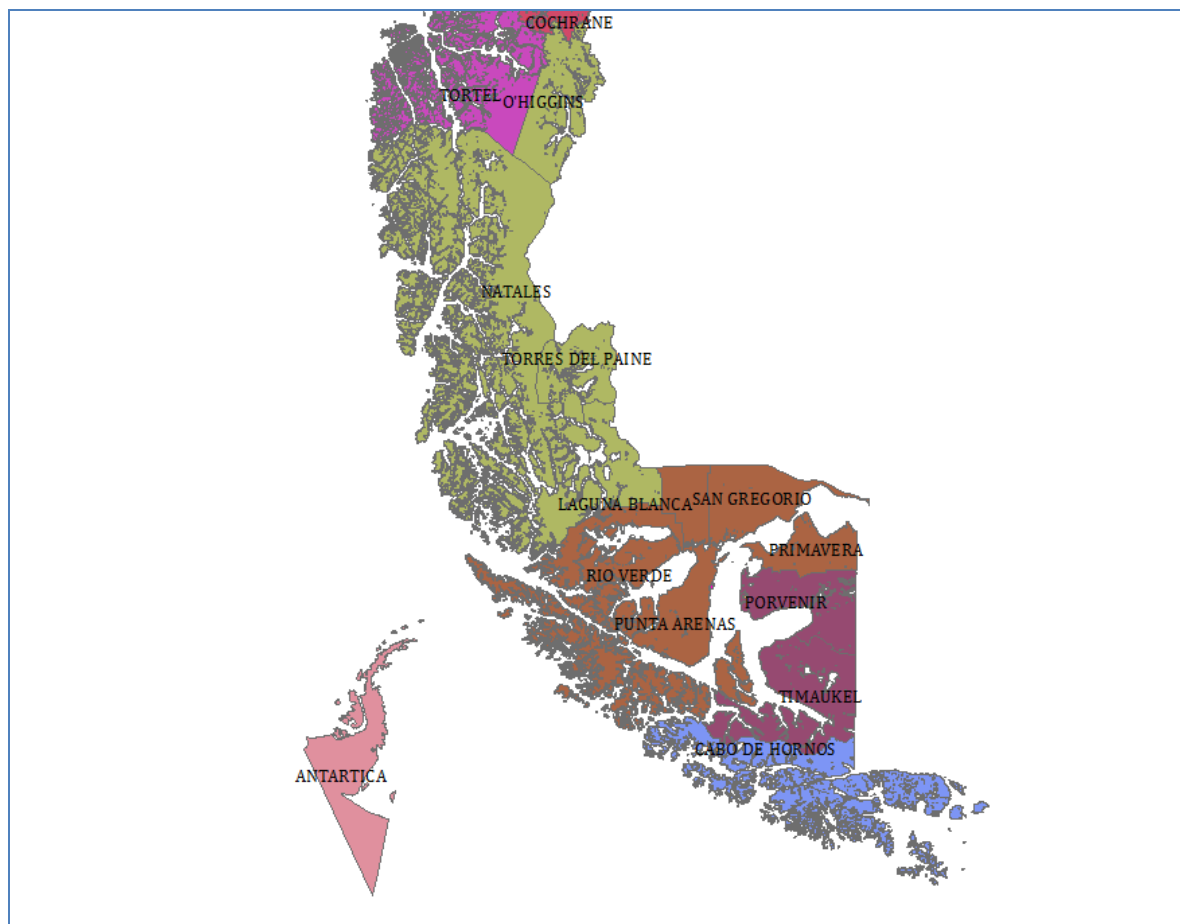 COCHRANE
TORTEL
O'HIGGINS
NATALES
TORRES DEL PAINE
LAGUNA BLANCA
SAN GREGORIO
PRIMAVERA
RIO VERDE
PORVENIR
PUNTA ARENAS
TIMAUKEL
CABO DE HORNOS
ANTARTICA